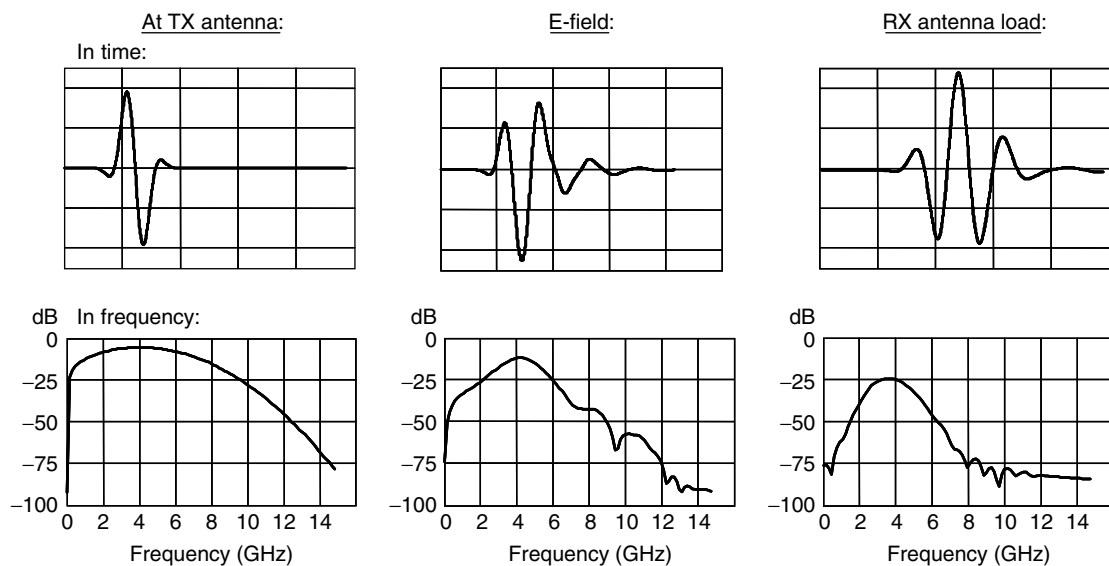 At TX antenna: E-field: RX antenna load:
In time:
dB In frequency: dB dB
0 0 0
−25 −25 −25
−50 −50 −50
−75 −75 −75
−100 −100 −100
0 2 4 6 8 10 12 14 0 2 4 6 8 10 12 14 0 2 4 6 8 10 12 14
Frequency (GHz) Frequency (GHz) Frequency (GHz)